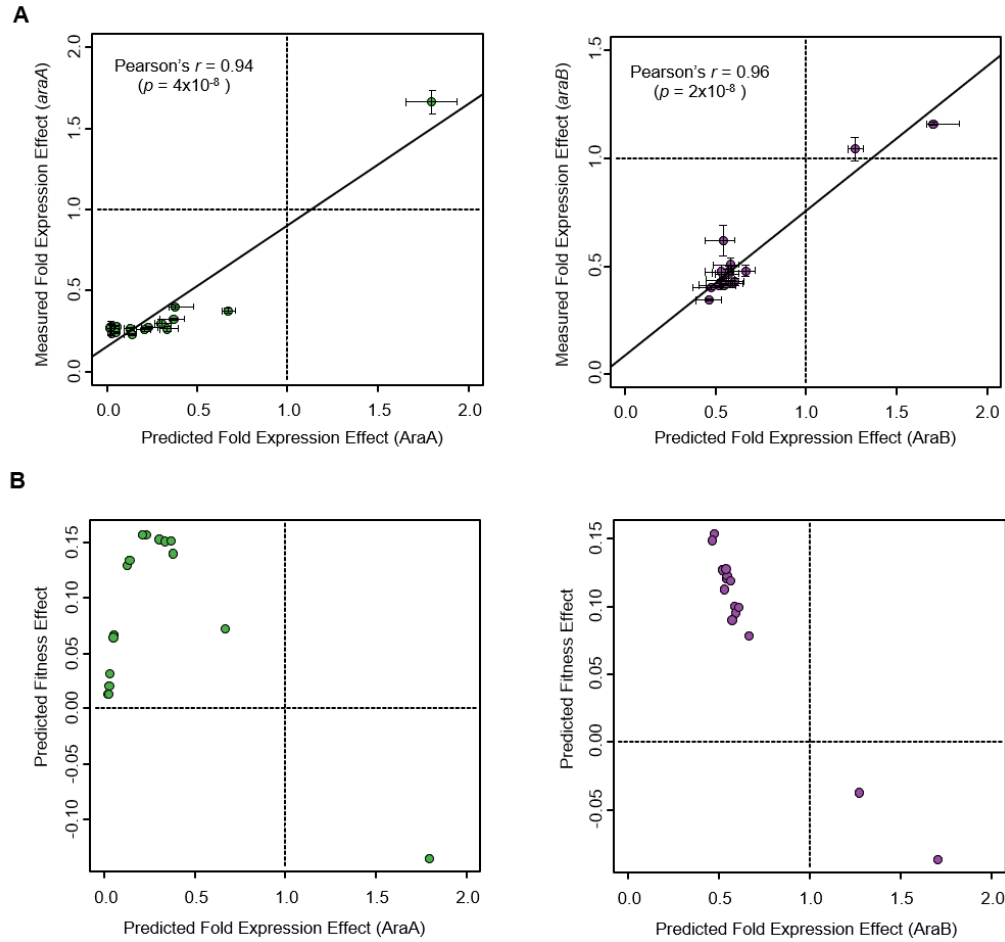 A
Pearson's r = 0.94
(p = 4x10⁻⁸ )
Measured Fold Expression Effect (araA)
0.0 0.5 1.0 1.5 2.0
0.0 0.5 1.0 1.5 2.0
Predicted Fold Expression Effect (AraA)
Pearson's r = 0.96
(p = 2x10⁻⁸ )
Measured Fold Expression Effect (araB)
0.0 0.5 1.0 1.5
0.0 0.5 1.0 1.5 2.0
Predicted Fold Expression Effect (AraB)
B
Predicted Fitness Effect
-0.10 -0.05 0.00 0.05 0.10 0.15
0.0 0.5 1.0 1.5 2.0
Predicted Fold Expression Effect (AraA)
Predicted Fitness Effect
-0.05 0.00 0.05 0.10 0.15
0.0 0.5 1.0 1.5 2.0
Predicted Fold Expression Effect (AraB)